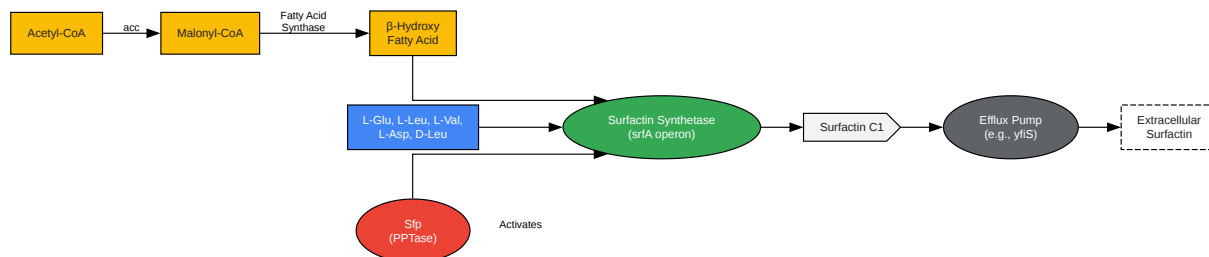 Acetyl-CoA
acc
Malonyl-CoA
Fatty Acid
Synthase
β-Hydroxy
Fatty Acid
L-Glu, L-Leu, L-Val,
L-Asp, D-Leu
Surfactin Synthetase
(srfA operon)
Surfactin C1
Efflux Pump
(e.g., yfiS)
Extracellular
Surfactin
Sfp
(PPTase)
Activates